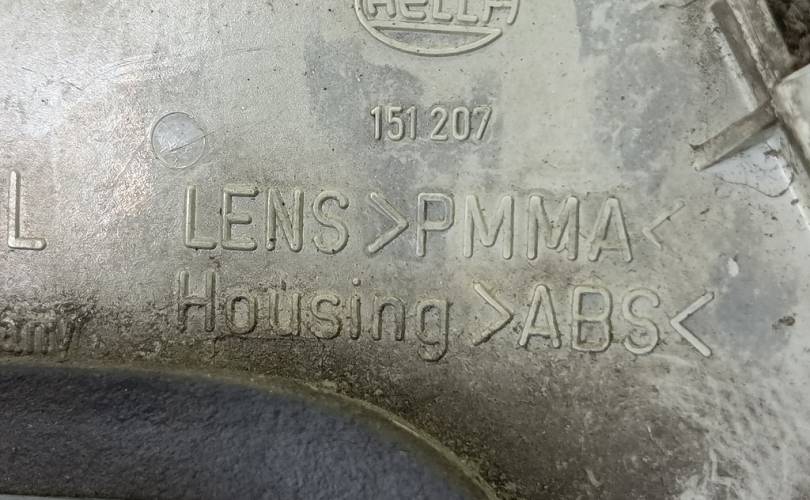 HELLA
151 207
L
LENS >PMMA<
Housing >ABS<